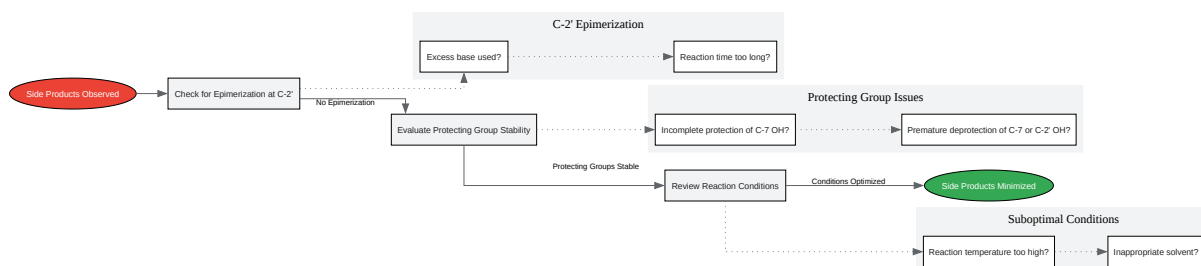 C-2' Epimerization
Excess base used?
Reaction time too long?
Side Products Observed
Check for Epimerization at C-2'
No Epimerization
Protecting Group Issues
Evaluate Protecting Group Stability
Incomplete protection of C-7 OH?
Premature deprotection of C-7 or C-2' OH?
Protecting Groups Stable
Review Reaction Conditions
Conditions Optimized
Side Products Minimized
Suboptimal Conditions
Reaction temperature too high?
Inappropriate solvent?